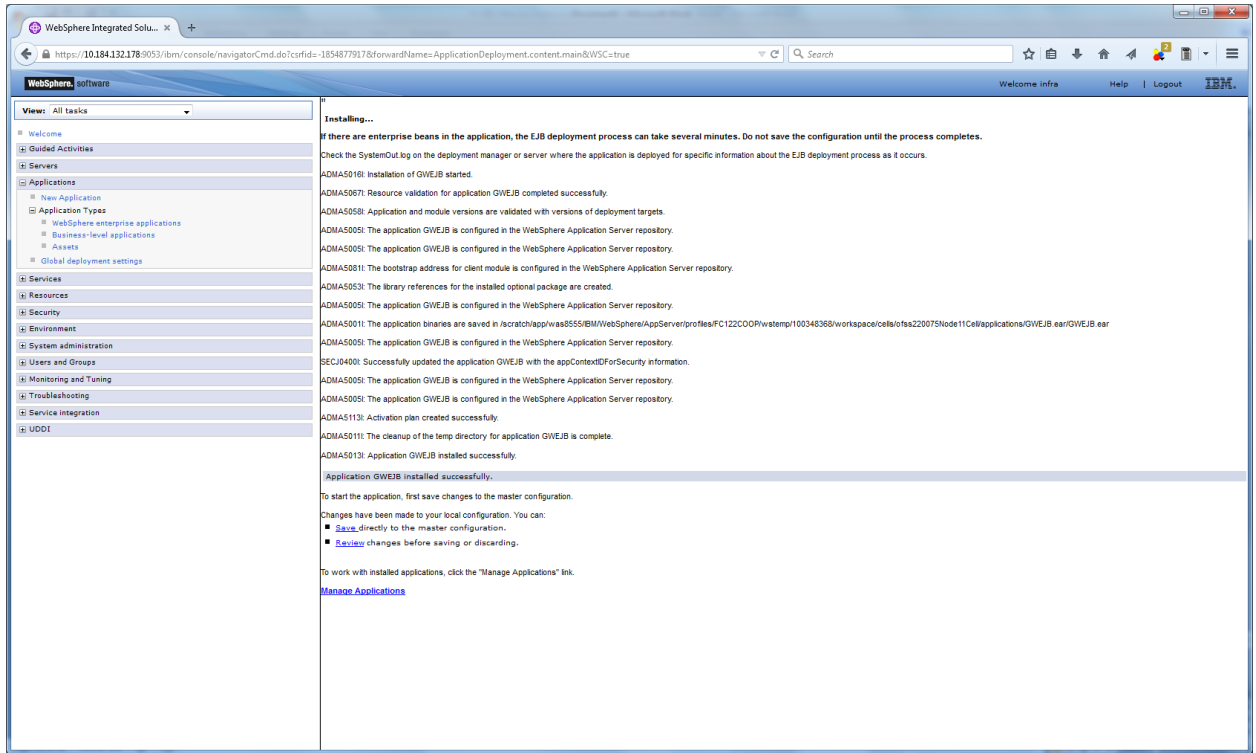 WebSphere Integrated Solu...
https://10.184.132.178:9053/ibm/console/navigatorCmd.do?csrfid=-1854877917&forwardName=ApplicationDeployment.content.main&WSC=true
Search
2
WebSphere. software
Welcome infra
Help | Logout
IBM.
View: All tasks
Welcome
Guided Activities
Servers
Applications
New Application
Application Types
WebSphere enterprise applications
Business-level applications
Assets
Global deployment settings
Services
Resources
Security
Environment
System administration
Users and Groups
Monitoring and Tuning
Troubleshooting
Service integration
UDDI
Installing...
If there are enterprise beans in the application, the EJB deployment process can take several minutes. Do not save the configuration until the process completes.
Check the SystemOut.log on the deployment manager or server where the application is deployed for specific information about the EJB deployment process as it occurs.
ADMA5016I: Installation of GWEJB started.
ADMA5067I: Resource validation for application GWEJB completed successfully.
ADMA5058I: Application and module versions are validated with versions of deployment targets.
ADMA5005I: The application GWEJB is configured in the WebSphere Application Server repository.
ADMA5005I: The application GWEJB is configured in the WebSphere Application Server repository.
ADMA5081I: The bootstrap address for client module is configured in the WebSphere Application Server repository.
ADMA5053I: The library references for the installed optional package are created.
ADMA5005I: The application GWEJB is configured in the WebSphere Application Server repository.
ADMA5001I: The application binaries are saved in /scratch/app/was8555/IBM/WebSphere/AppServer/profiles/FC122COOP/wstemp/100348368/workspace/cells/ofss220075Node11Cell/applications/GWEJB.ear/GWEJB.ear
ADMA5005I: The application GWEJB is configured in the WebSphere Application Server repository.
SECJ0400I: Successfully updated the application GWEJB with the appContextIDForSecurity information.
ADMA5005I: The application GWEJB is configured in the WebSphere Application Server repository.
ADMA5005I: The application GWEJB is configured in the WebSphere Application Server repository.
ADMA5113I: Activation plan created successfully.
ADMA5011I: The cleanup of the temp directory for application GWEJB is complete.
ADMA5013I: Application GWEJB installed successfully.
Application GWEJB installed successfully.
To start the application, first save changes to the master configuration.
Changes have been made to your local configuration. You can:
Save directly to the master configuration.
Review changes before saving or discarding.
To work with installed applications, click the "Manage Applications" link.
Manage Applications